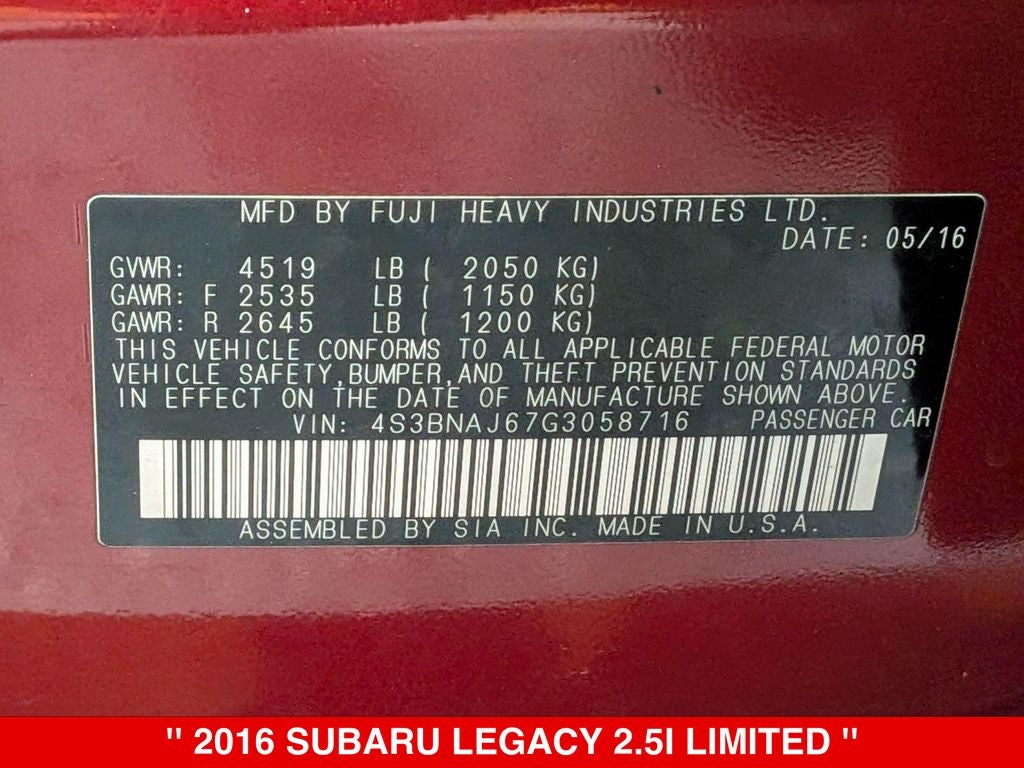 MFD BY FUJI HEAVY INDUSTRIES LTD.
DATE: 05/16
GVWR: 4519 LB ( 2050 KG)
GAWR: F 2535 LB ( 1150 KG)
GAWR: R 2645 LB ( 1200 KG)
THIS VEHICLE CONFORMS TO ALL APPLICABLE FEDERAL MOTOR
VEHICLE SAFETY,BUMPER,AND THEFT PREVENTION STANDARDS
IN EFFECT ON THE DATE OF MANUFACTURE SHOWN ABOVE.
VIN: 4S3BNAJ67G3058716 PASSENGER CAR
ASSEMBLED BY SIA INC. MADE IN U.S.A.
" 2016 SUBARU LEGACY 2.5I LIMITED "